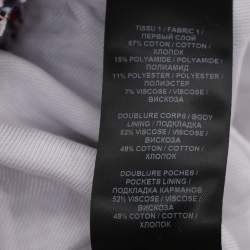 TISSU 1 / FABRIC 1 /
ПЕРВЫЙ СЛОЙ
67% COTON / COTTON /
ХЛОПОК
15% POLYAMIDE / POLYAMIDE /
ПОЛИАМИД
11% POLYESTER / POLYESTER /
ПОЛИЭСТЕР
7% VISCOSE / VISCOSE /
ВИСКОЗА
DOUBLURE CORPS / BODY
LINING / ПОДКЛАДКА
52% VISCOSE / VISCOSE /
ВИСКОЗА
48% COTON / COTTON /
ХЛОПОК
DOUBLURE POCHES /
POCKETS LINING /
ПОДКЛАДКА КАРМАНОВ
52% VISCOSE / VISCOSE /
ВИСКОЗА
48% COTON / COTTON /
ХЛОПОК